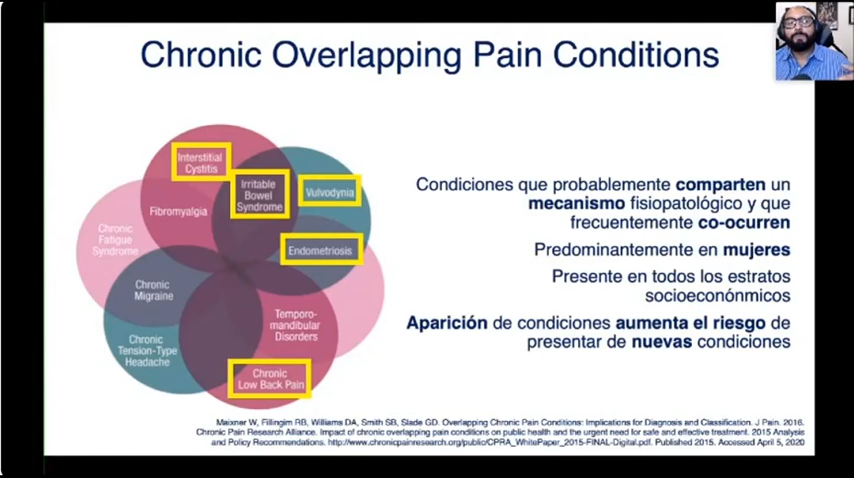 Chronic Overlapping Pain Conditions
Interstitial
Cystitis
Irritable
Bowel
Syndrome
Vulvodynia
Fibromyalgia
Chronic
Fatigue
Syndrome
Endometriosis
Chronic
Migraine
Temporo-
mandibular
Disorders
Chronic
Tension-Type
Headache
Chronic
Low Back Pain
Condiciones que probablemente comparten un
mecanismo fisiopatológico y que
frecuentemente co-ocurren
Predominantemente en mujeres
Presente en todos los estratos
socioeconónmicos
Aparición de condiciones aumenta el riesgo de
presentar de nuevas condiciones
Maixner W, Fillingim RB, Williams DA, Smith SB, Slade GD. Overlapping Chronic Pain Conditions: Implications for Diagnosis and Classification. J Pain. 2016.
Chronic Pain Research Alliance. Impact of chronic overlapping pain conditions on public health and the urgent need for safe and effective treatment. 2015 Analysis
and Policy Recommendations. http://www.chronicpainresearch.org/public/CPRA_WhitePaper_2015-FINAL-Digital.pdf. Published 2015. Accessed April 5, 2020